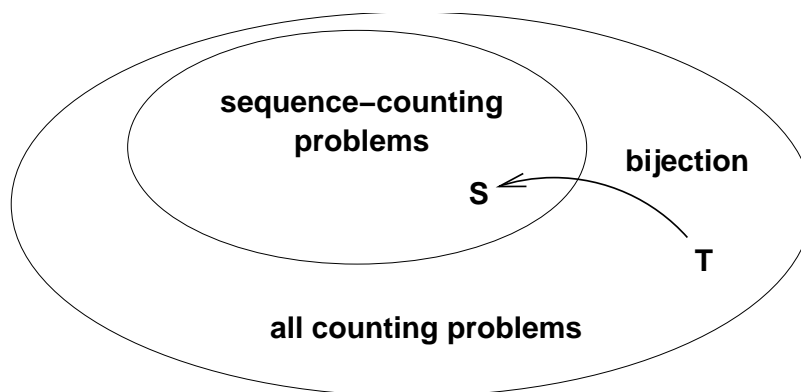 sequence–counting
problems
bijection
S
T
all counting problems